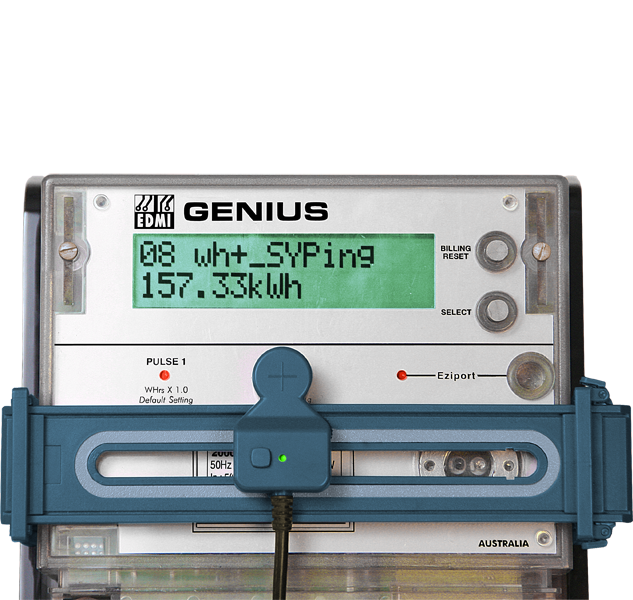 EDMI GENIUS
08 wh+_SYPing
157.33kWh
BILLING
RESET
SELECT
PULSE 1
WHrs X 1.0
Default Setting
Eziport
50Hz
AUSTRALIA